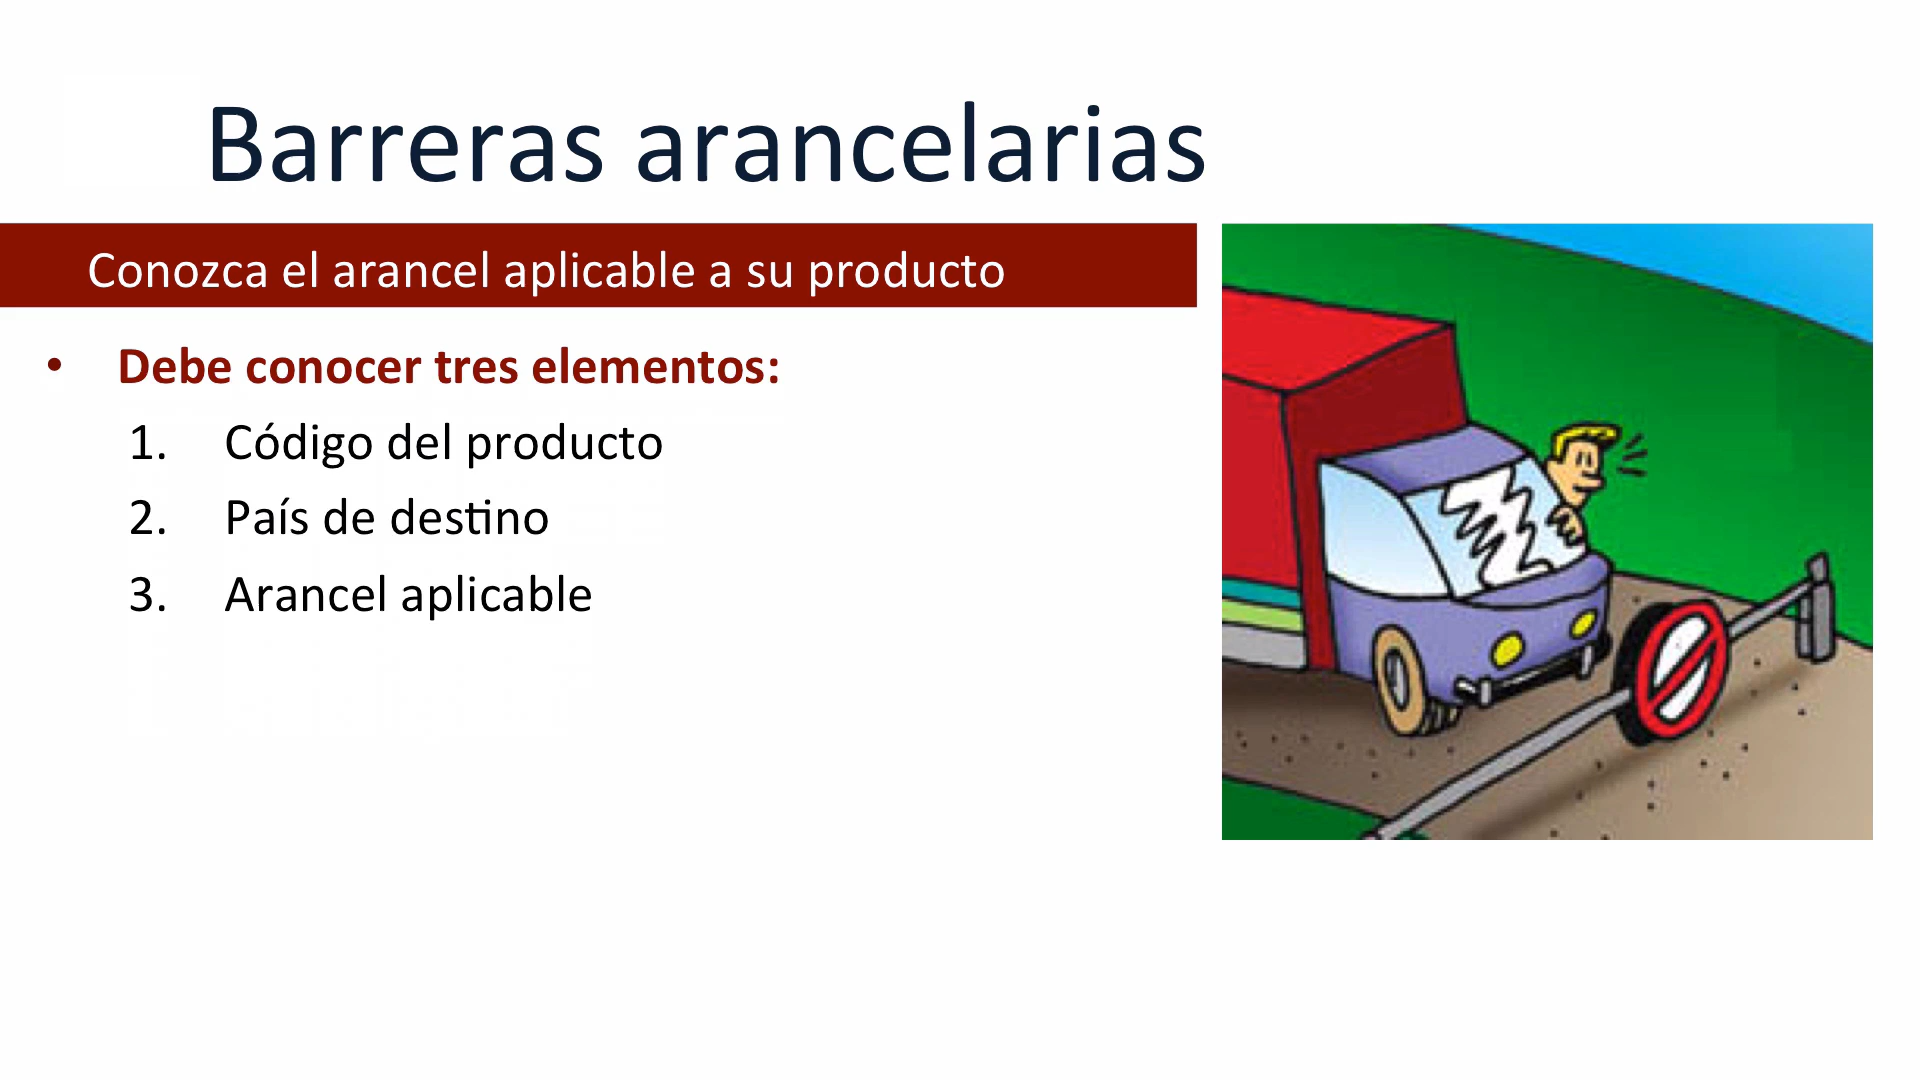 Barreras arancelarias
Conozca el arancel aplicable a su producto
• Debe conocer tres elementos:
1. Código del producto
2. País de destino
3. Arancel aplicable